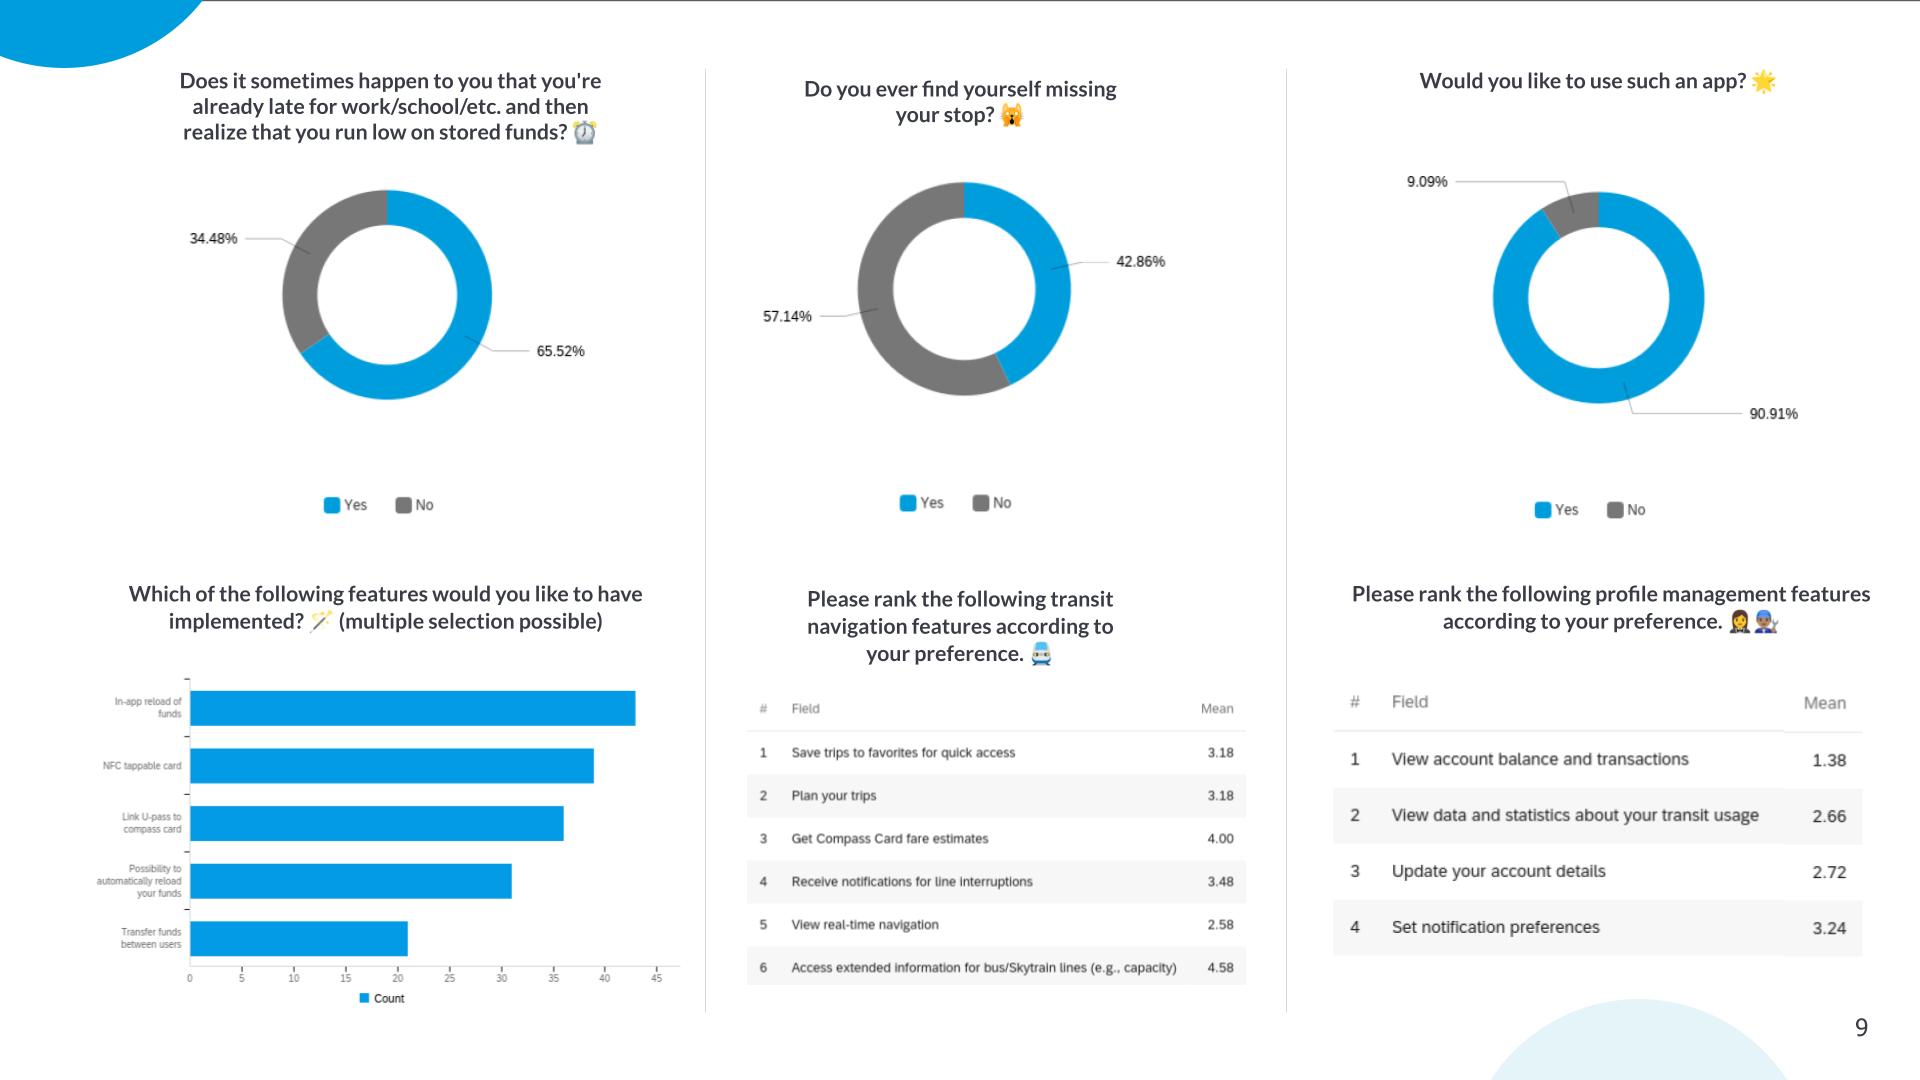 Does it sometimes happen to you that you're
already late for work/school/etc. and then
realize that you run low on stored funds? ⏰
34.48%
65.52%
Yes No
Do you ever find yourself missing
your stop? 🙀
42.86%
57.14%
Yes No
Would you like to use such an app? 🌟
9.09%
90.91%
Yes No
Which of the following features would you like to have
implemented? 🪄 (multiple selection possible)
In-app reload of
funds
NFC tappable card
Link U-pass to
compass card
Possibility to
automatically reload
your funds
Transfer funds
between users
0 5 10 15 20 25 30 35 40 45
Count
Please rank the following transit
navigation features according to
your preference. 🚊
# Field Mean
1 Save trips to favorites for quick access 3.18
2 Plan your trips 3.18
3 Get Compass Card fare estimates 4.00
4 Receive notifications for line interruptions 3.48
5 View real-time navigation 2.58
6 Access extended information for bus/Skytrain lines (e.g., capacity) 4.58
Please rank the following profile management features
according to your preference. 🤵‍♀️👨🏽‍🔧
# Field Mean
1 View account balance and transactions 1.38
2 View data and statistics about your transit usage 2.66
3 Update your account details 2.72
4 Set notification preferences 3.24
9